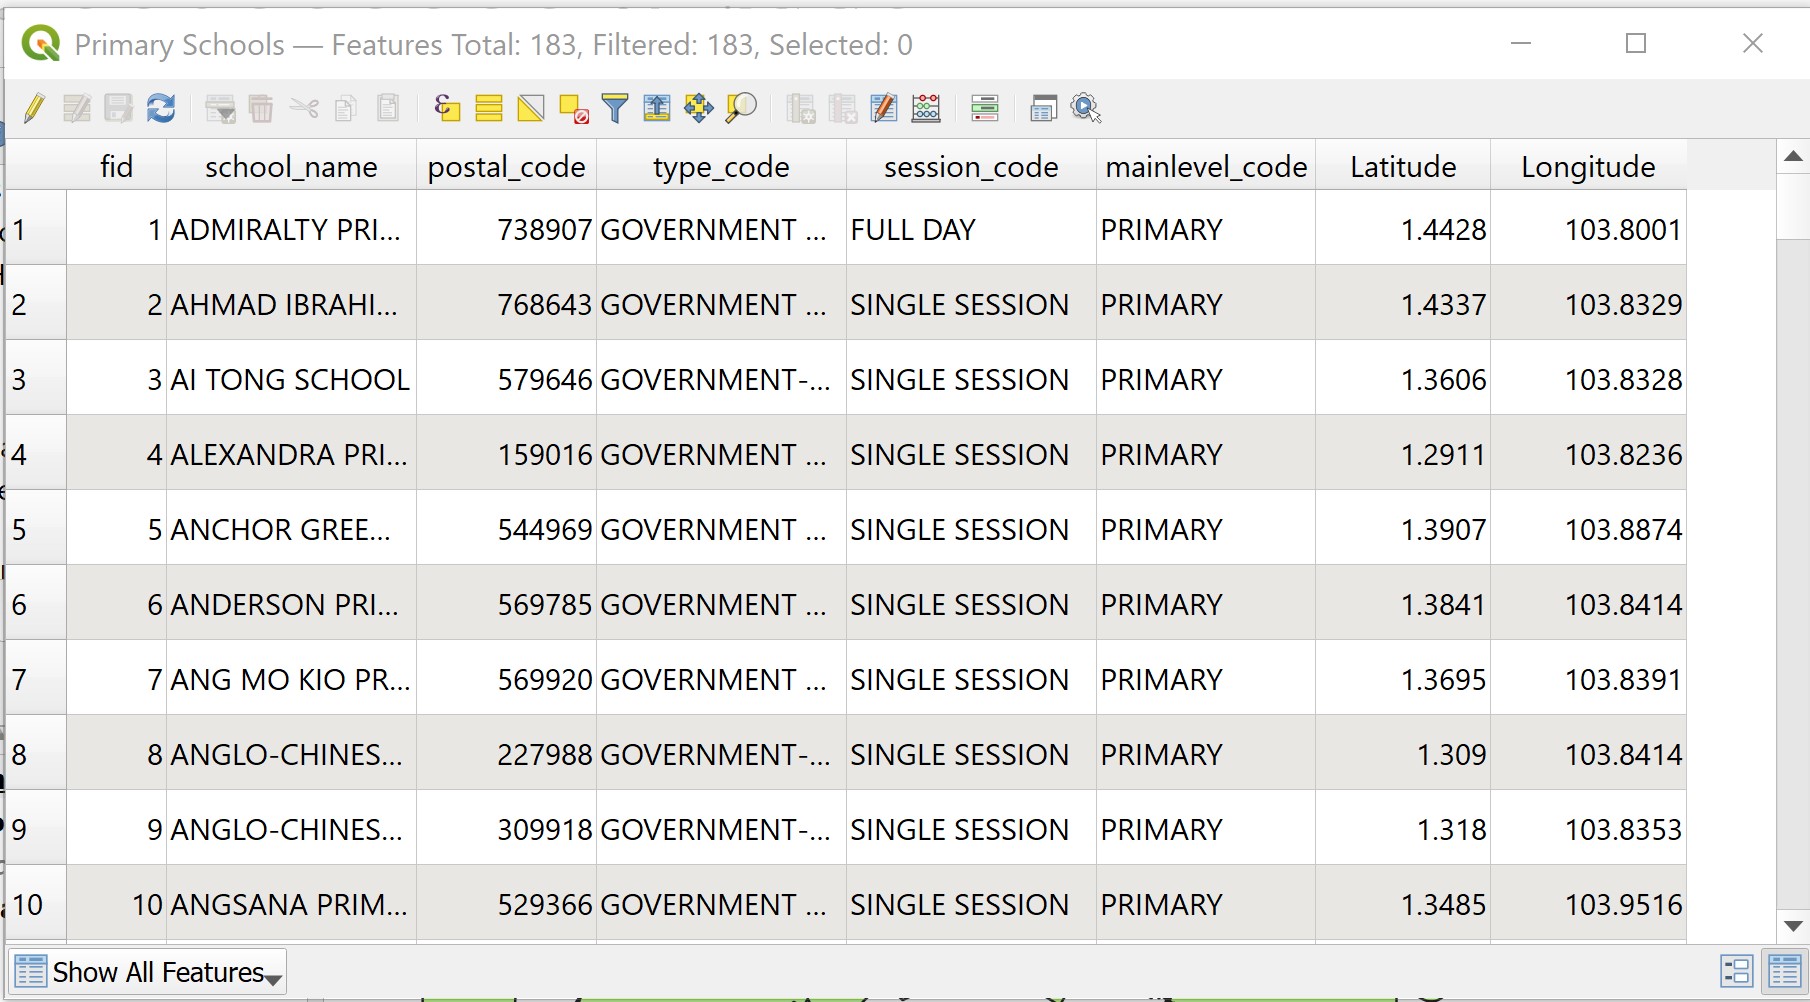 Primary Schools — Features Total: 183, Filtered: 183, Selected: 0
fid school_name postal_code type_code session_code mainlevel_code Latitude Longitude
1 1 ADMIRALTY PRI... 738907 GOVERNMENT ... FULL DAY PRIMARY 1.4428 103.8001
2 2 AHMAD IBRAHI... 768643 GOVERNMENT ... SINGLE SESSION PRIMARY 1.4337 103.8329
3 3 AI TONG SCHOOL 579646 GOVERNMENT-... SINGLE SESSION PRIMARY 1.3606 103.8328
4 4 ALEXANDRA PRI... 159016 GOVERNMENT ... SINGLE SESSION PRIMARY 1.2911 103.8236
5 5 ANCHOR GREE... 544969 GOVERNMENT ... SINGLE SESSION PRIMARY 1.3907 103.8874
6 6 ANDERSON PRI... 569785 GOVERNMENT ... SINGLE SESSION PRIMARY 1.3841 103.8414
7 7 ANG MO KIO PR... 569920 GOVERNMENT ... SINGLE SESSION PRIMARY 1.3695 103.8391
8 8 ANGLO-CHINES... 227988 GOVERNMENT-... SINGLE SESSION PRIMARY 1.309 103.8414
9 9 ANGLO-CHINES... 309918 GOVERNMENT-... SINGLE SESSION PRIMARY 1.318 103.8353
10 10 ANGSANA PRIM... 529366 GOVERNMENT ... SINGLE SESSION PRIMARY 1.3485 103.9516
Show All Features